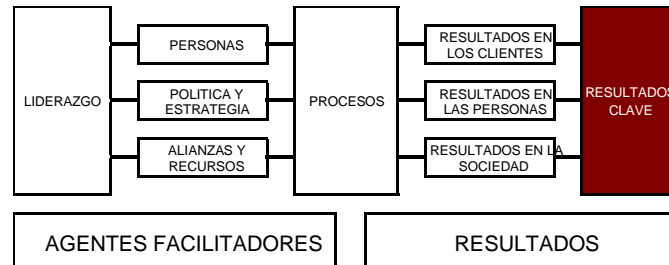 LIDERAZGO
PERSONAS
POLITICA Y
ESTRATEGIA
ALIANZAS Y
RECURSOS
PROCESOS
RESULTADOS EN
LOS CLIENTES
RESULTADOS EN
LAS PERSONAS
RESULTADOS EN LA
SOCIEDAD
RESULTADOS
CLAVE
AGENTES FACILITADORES
RESULTADOS